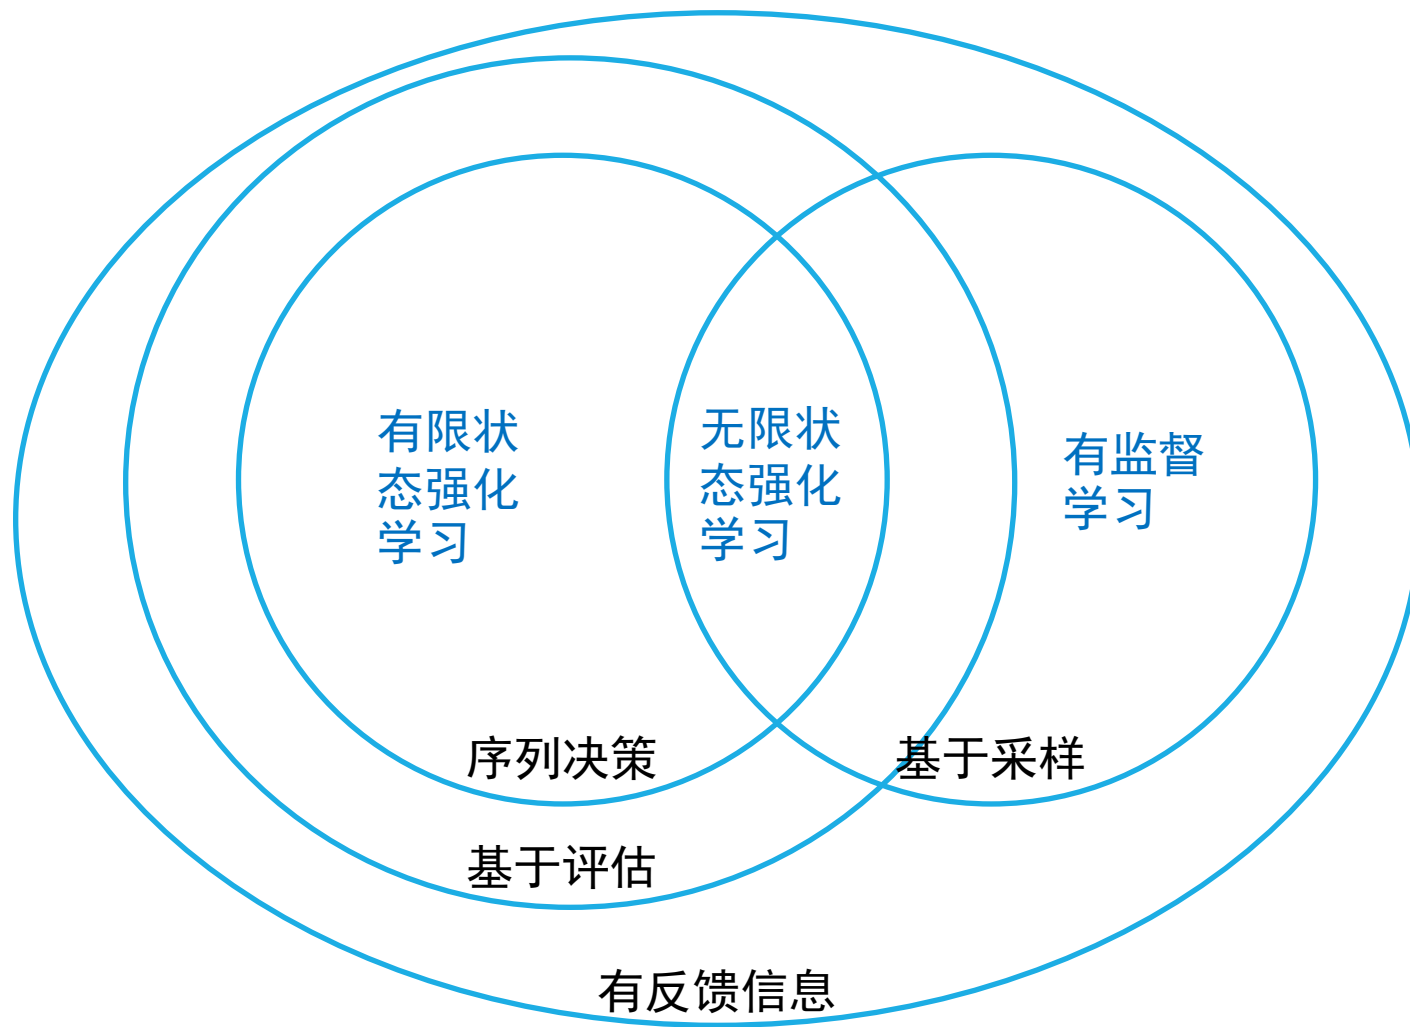 有限状
态强化
学习
无限状
态强化
学习
有监督
学习
序列决策
基于采样
基于评估
有反馈信息